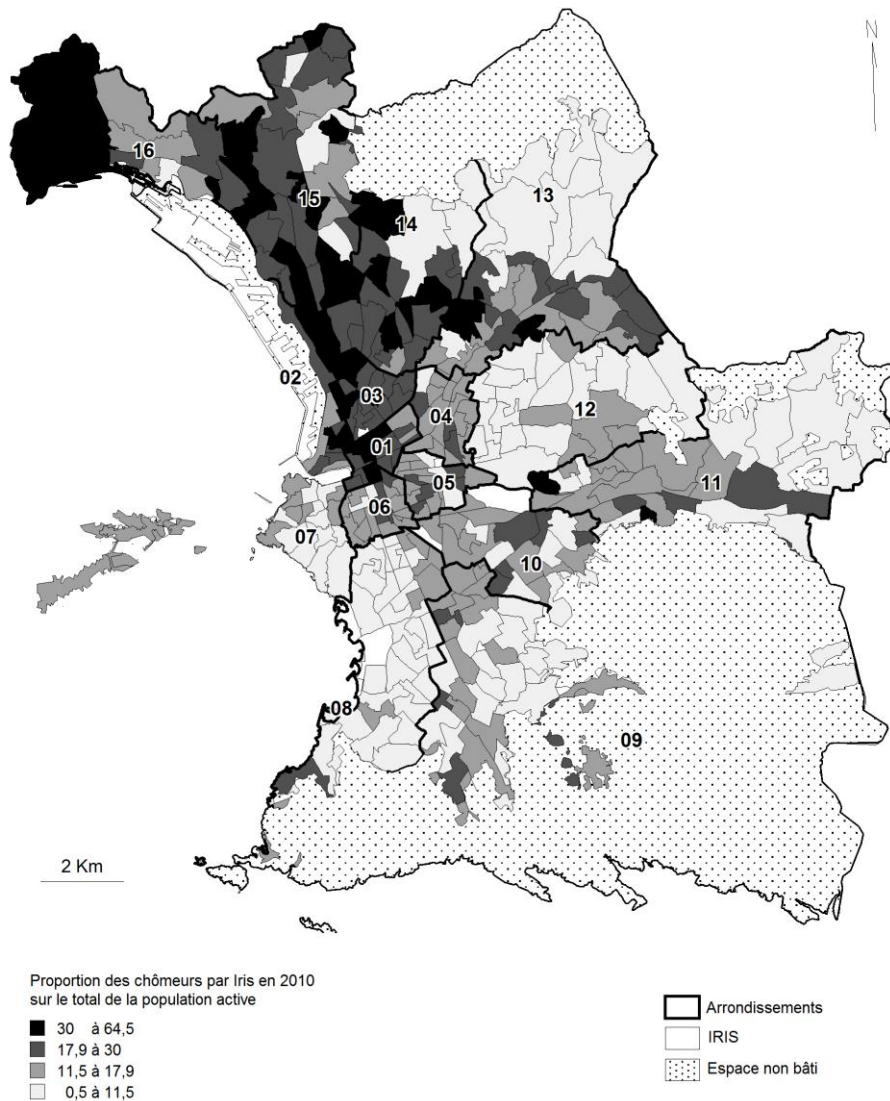 N
16
15
14
13
02
03
04
12
01
05
11
06
07
10
08
09
2 Km
Proportion des chômeurs par Iris en 2010
sur le total de la population active
30 à 64,5
17,9 à 30
11,5 à 17,9
0,5 à 11,5
Arrondissements
IRIS
Espace non bâti